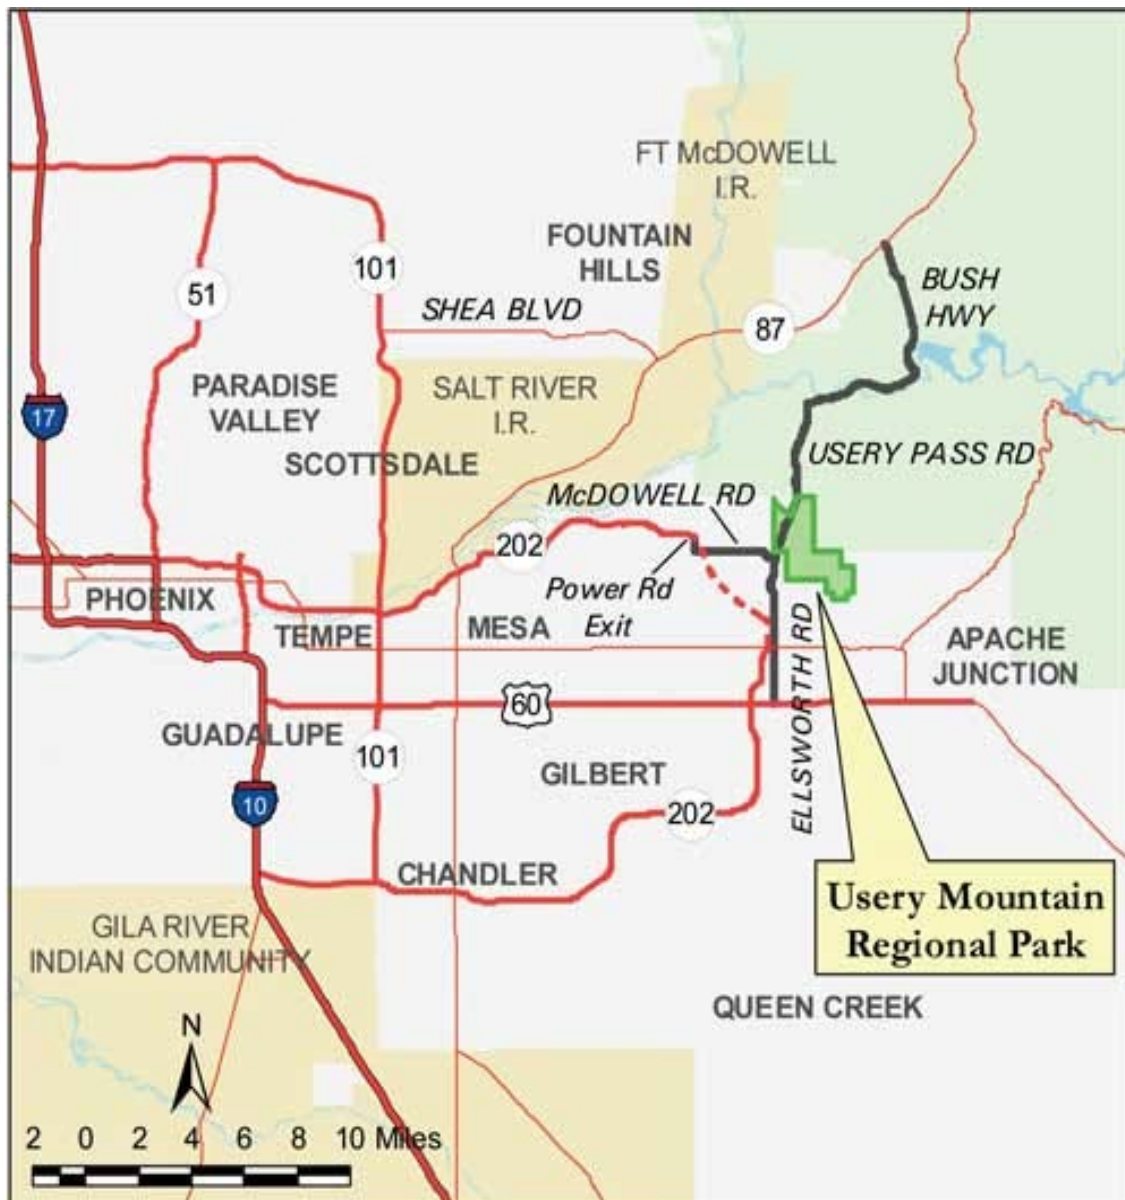 FT McDOWELL
I.R.
FOUNTAIN
HILLS
101
51
BUSH
HWY
SHEA BLVD
87
PARADISE
VALLEY
SALT RIVER
I.R.
17
SCOTTSDALE
USERY PASS RD
McDOWELL RD
202
Power Rd
Exit
PHOENIX
TEMPE
MESA
ELLSWORTH RD
APACHE
JUNCTION
60
GUADALUPE
101
GILBERT
10
202
CHANDLER
Usery Mountain
Regional Park
GILA RIVER
INDIAN COMMUNITY
QUEEN CREEK
N
2 0 2 4 6 8 10 Miles